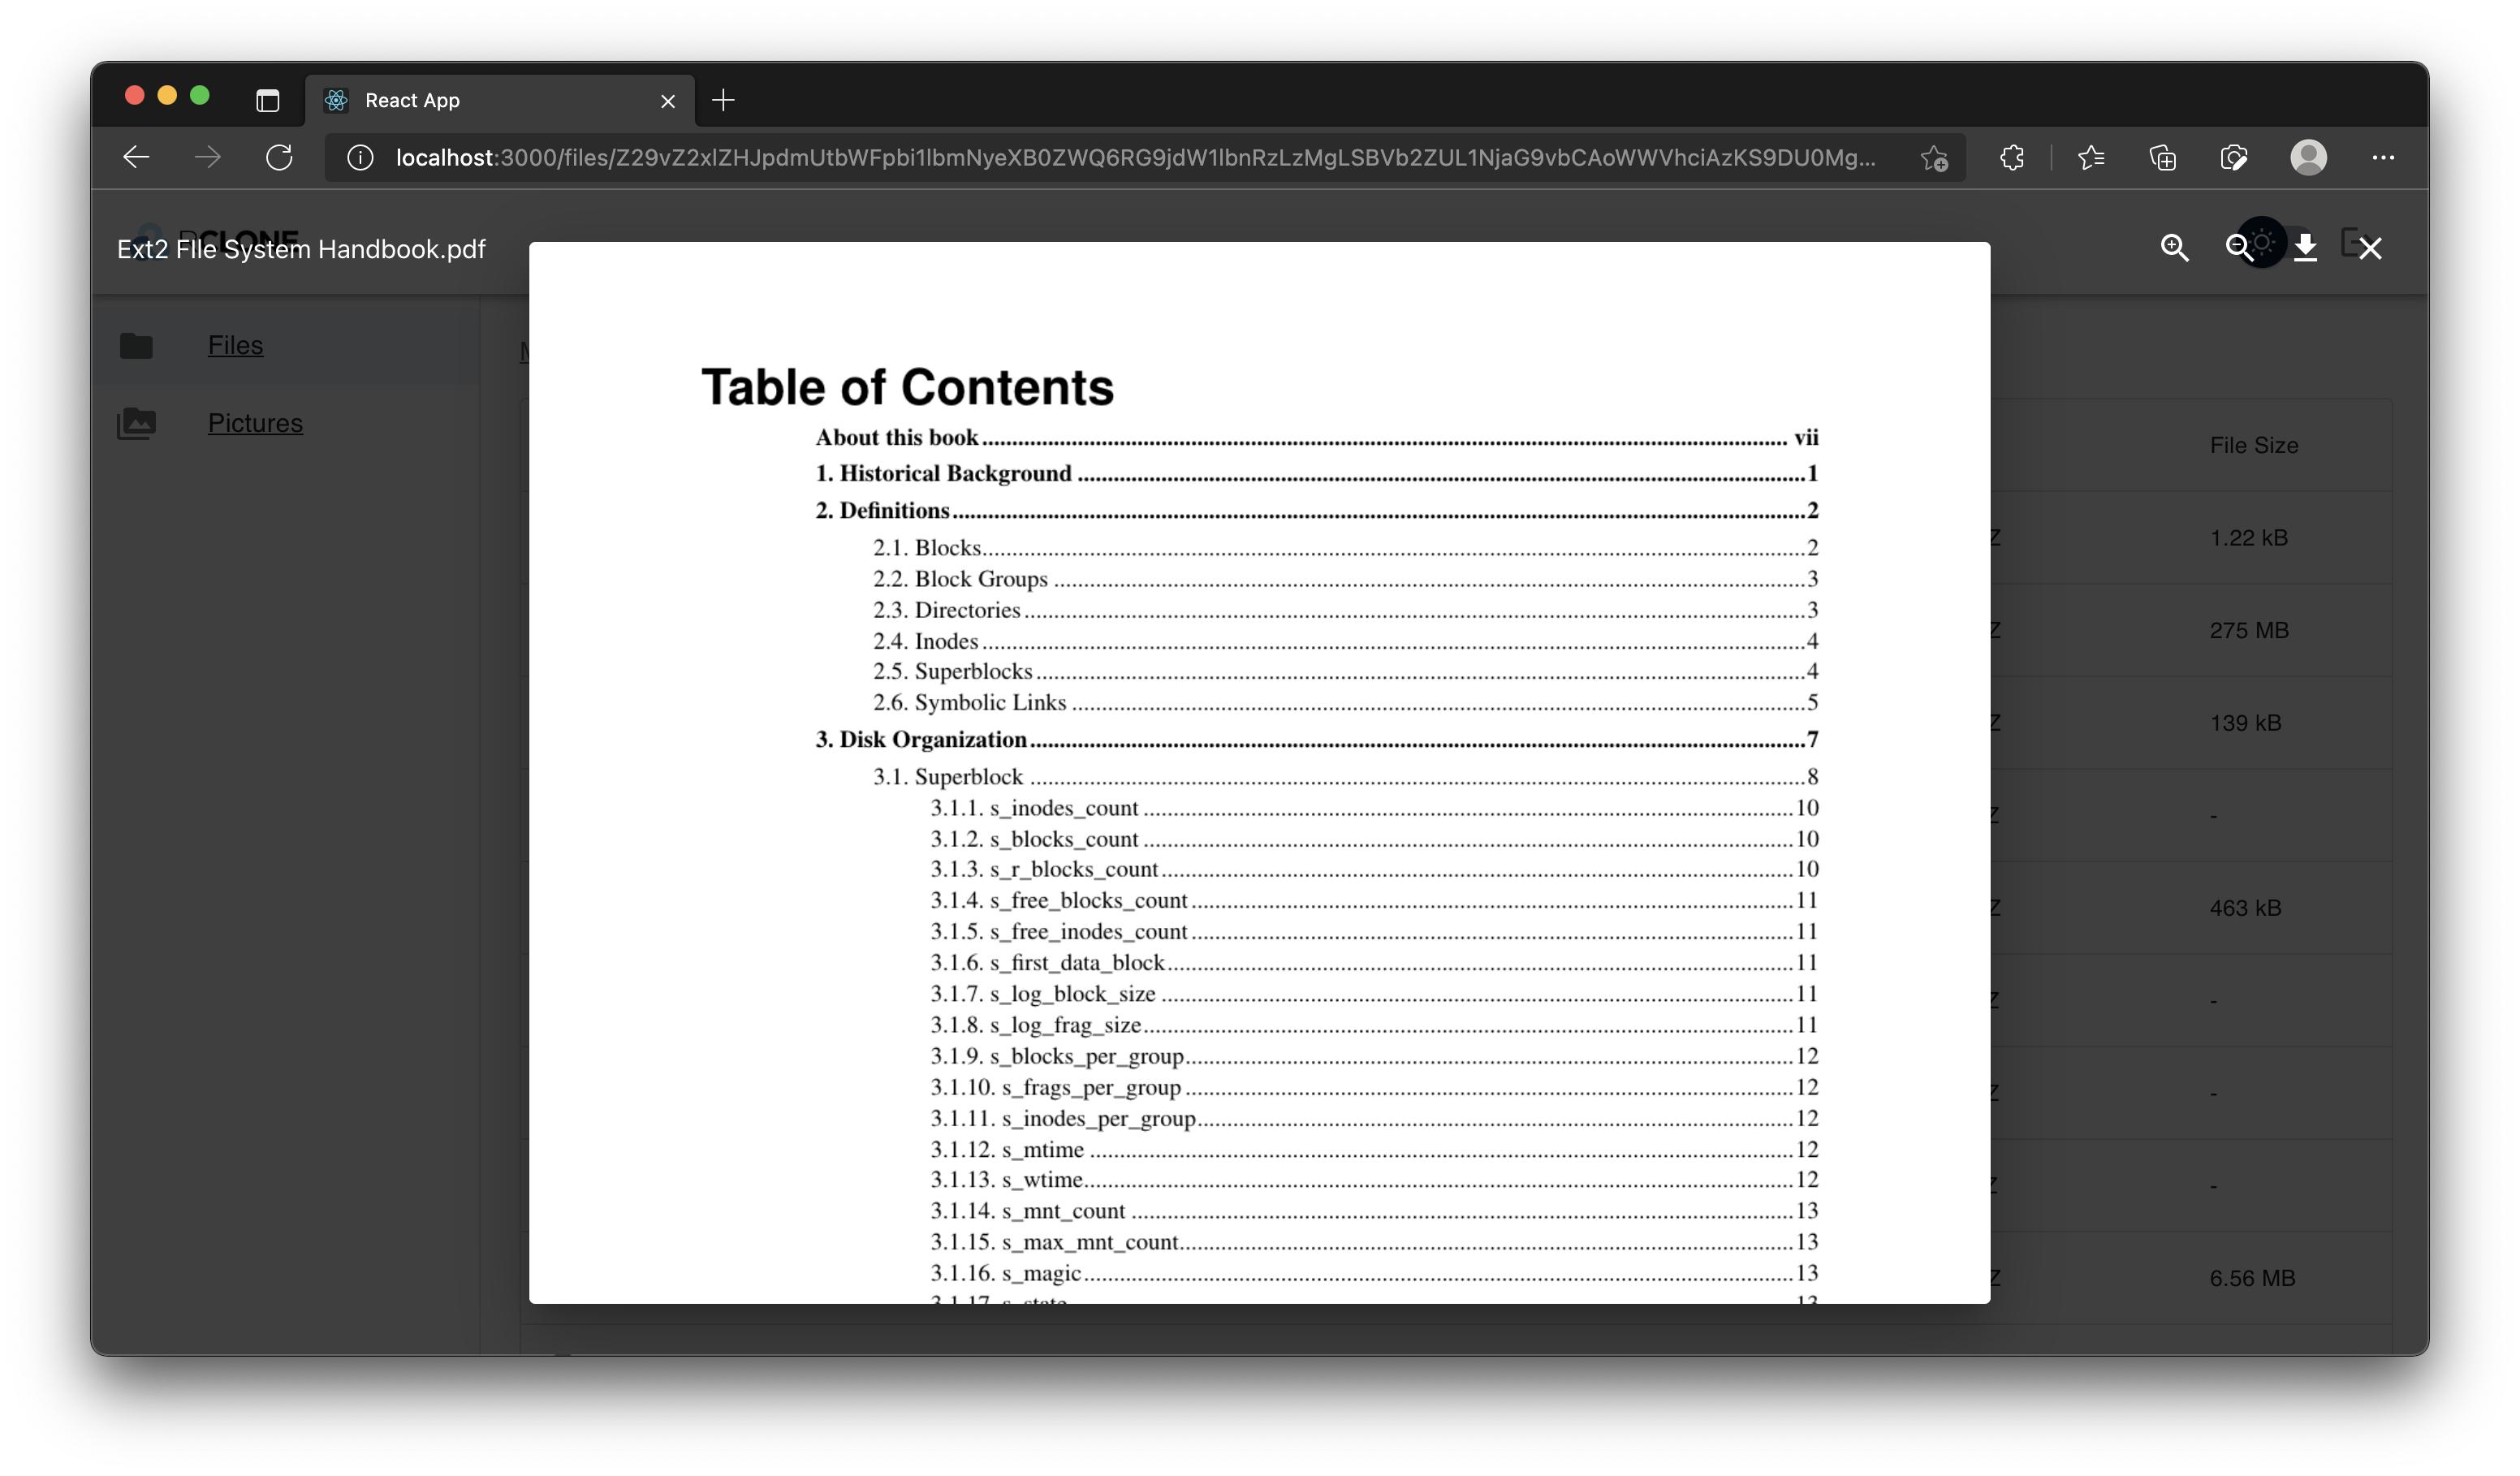 React App
localhost:3000/files/Z29vZ2xlZHJpdmUtbWFpbi1lbmNyeXB0ZWQ6RG9jdW1lbnRzLzMgLSBVb2ZUL1NjaG9vbCAoWWVhciAzKS9DU0Mg...
RCLONE
Ext2 FIle System Handbook.pdf
Files
Pictures
Table of Contents
About this book ........ vii
1. Historical Background ........ 1
2. Definitions ........ 2
2.1. Blocks ........ 2
2.2. Block Groups ........ 3
2.3. Directories ........ 3
2.4. Inodes ........ 4
2.5. Superblocks ........ 4
2.6. Symbolic Links ........ 5
3. Disk Organization ........ 7
3.1. Superblock ........ 8
3.1.1. s_inodes_count ........ 10
3.1.2. s_blocks_count ........ 10
3.1.3. s_r_blocks_count ........ 10
3.1.4. s_free_blocks_count ........ 11
3.1.5. s_free_inodes_count ........ 11
3.1.6. s_first_data_block ........ 11
3.1.7. s_log_block_size ........ 11
3.1.8. s_log_frag_size ........ 11
3.1.9. s_blocks_per_group ........ 12
3.1.10. s_frags_per_group ........ 12
3.1.11. s_inodes_per_group ........ 12
3.1.12. s_mtime ........ 12
3.1.13. s_wtime ........ 12
3.1.14. s_mnt_count ........ 13
3.1.15. s_max_mnt_count ........ 13
3.1.16. s_magic ........ 13
3.1.17. s_state ........ 13
File Size
Z 1.22 kB
Z 275 MB
Z 139 kB
Z -
Z 463 kB
Z -
Z -
Z -
Z 6.56 MB